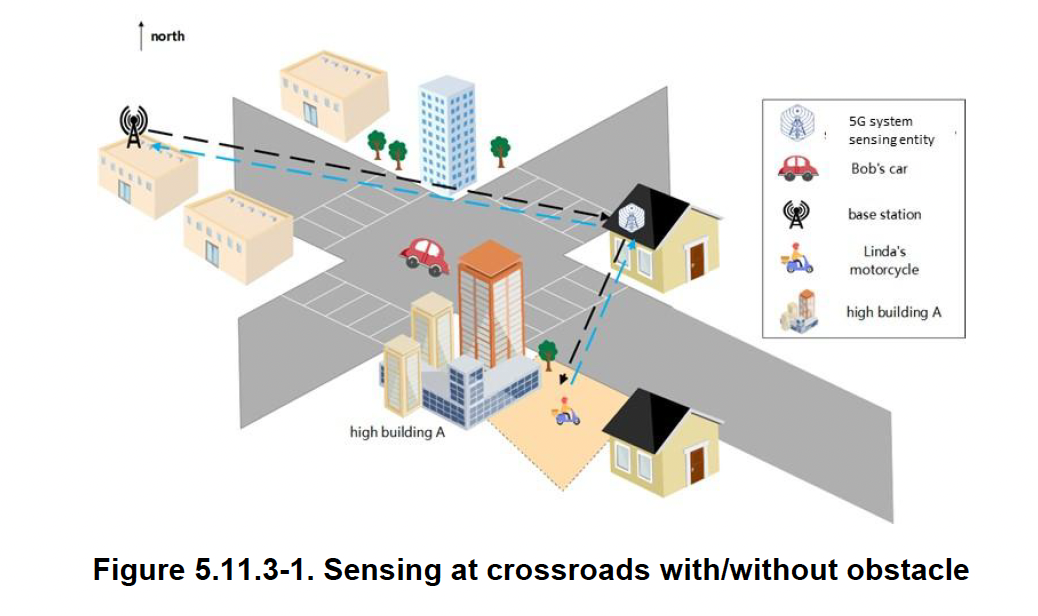 north
5G system
sensing entity
Bob's car
base station
Linda's
motorcycle
high building A
high building A
Figure 5.11.3-1. Sensing at crossroads with/without obstacle